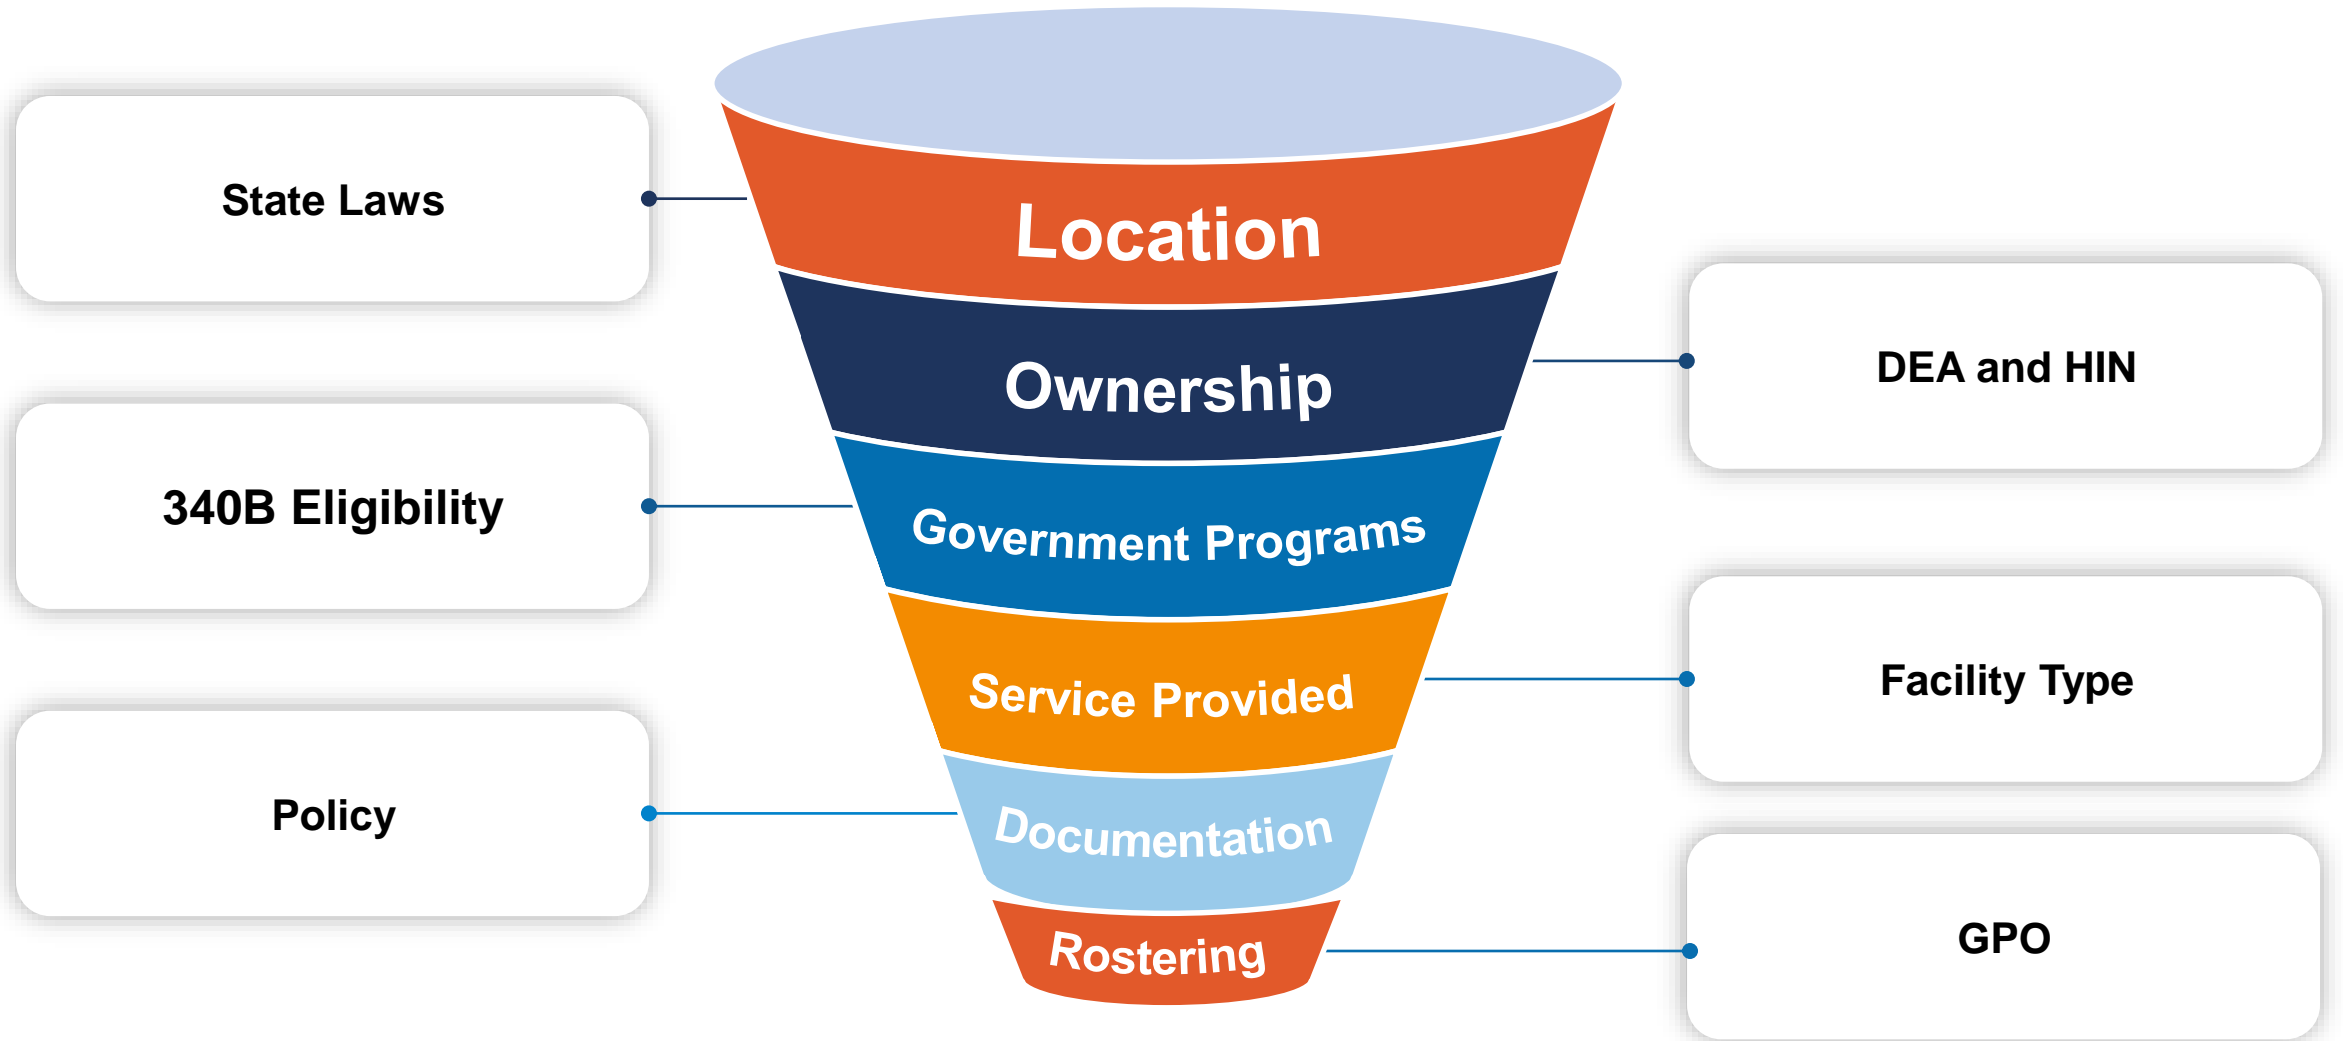 State Laws
Location
DEA and HIN
Ownership
340B Eligibility
Government Programs
Facility Type
Service Provided
Policy
Documentation
GPO
Rostering